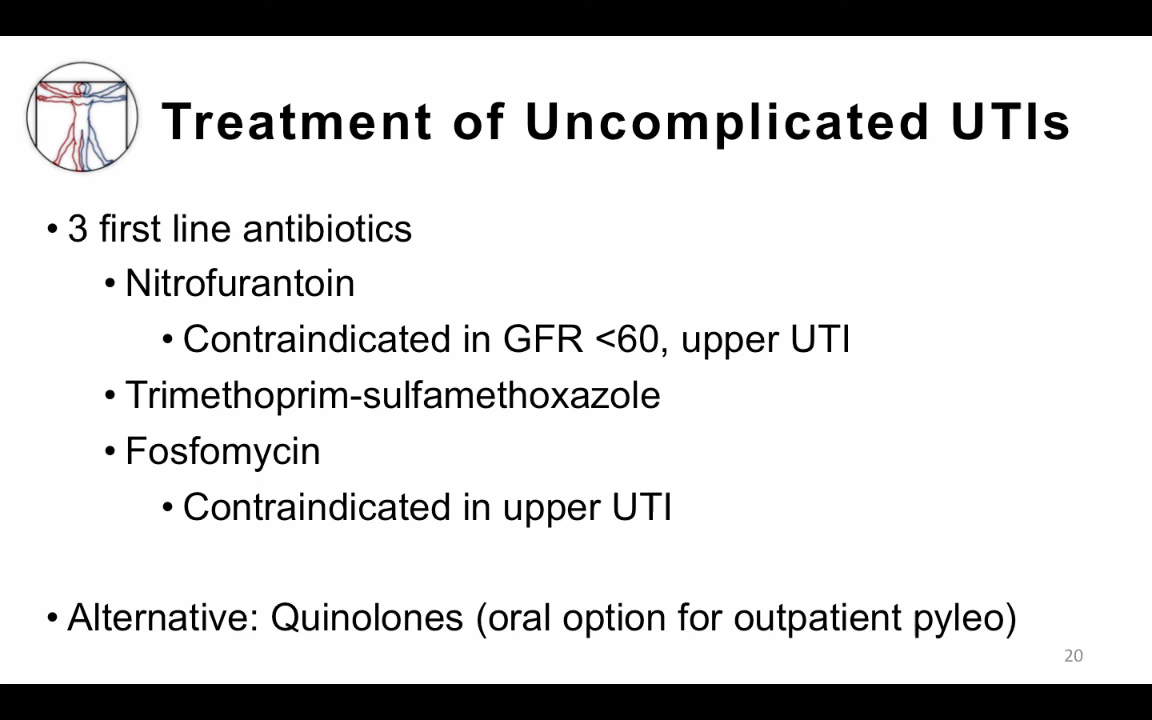 Treatment of Uncomplicated UTIs
• 3 first line antibiotics
• Nitrofurantoin
• Contraindicated in GFR <60, upper UTI
• Trimethoprim-sulfamethoxazole
• Fosfomycin
• Contraindicated in upper UTI
• Alternative: Quinolones (oral option for outpatient pyleo)
20